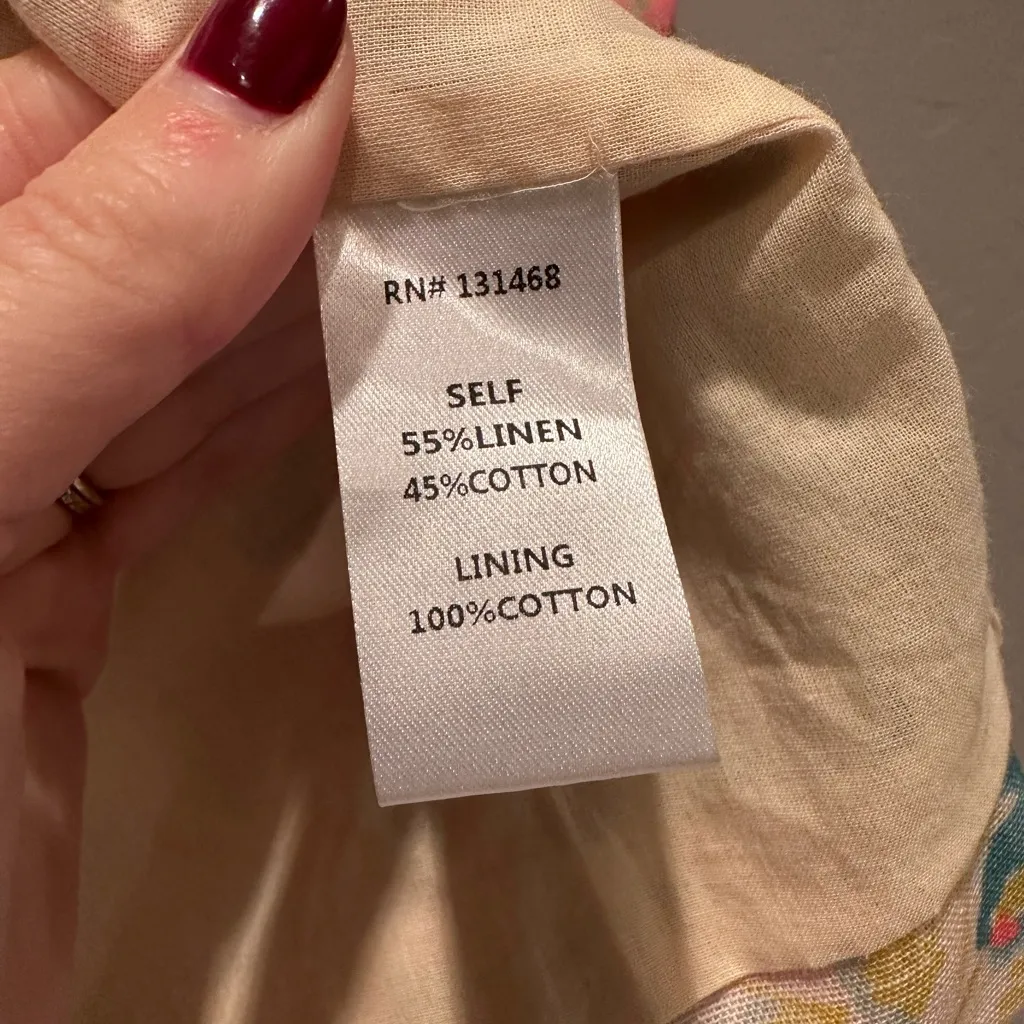 RN# 131468
SELF
55%LINEN
45%COTTON
LINING
100%COTTON